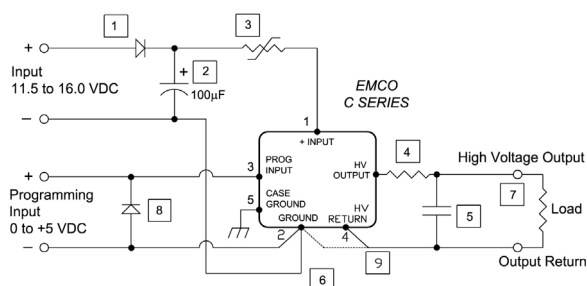 1
3
+
Input
11.5 to 16.0 VDC
−
+
2
100µF
EMCO
C SERIES
1
+ INPUT
+
3
PROG
INPUT
HV
OUTPUT
4
High Voltage Output
7
Programming
Input
0 to +5 VDC
8
5
CASE
GROUND
GROUND
HV
RETURN
5
Load
−
2
4
9
Output Return
6